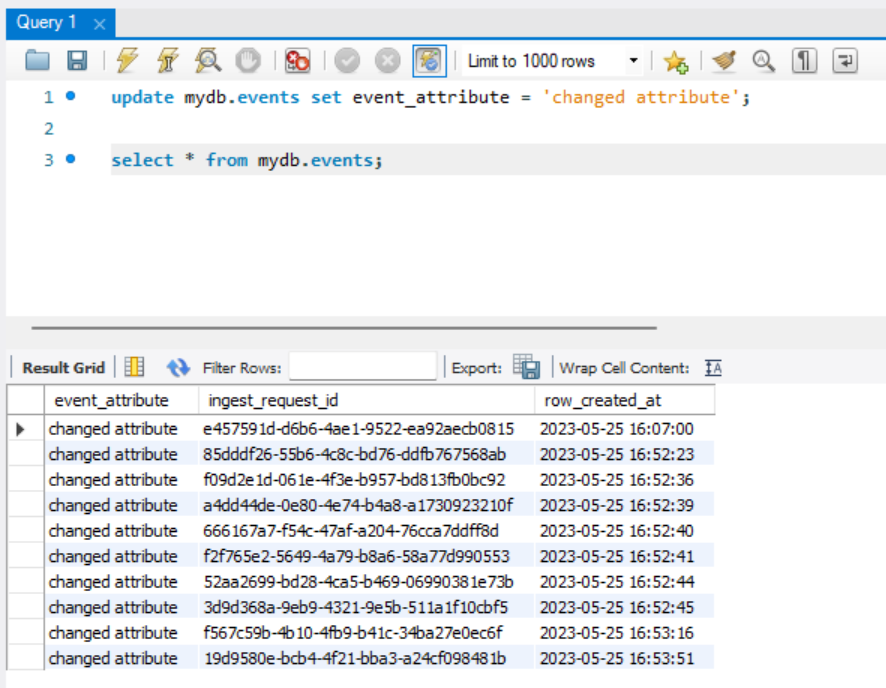 Query 1
Limit to 1000 rows
1 update mydb.events set event_attribute = 'changed attribute';
2
3 select * from mydb.events;
Result Grid Filter Rows: Export: Wrap Cell Content:
event_attribute ingest_request_id row_created_at
changed attribute e457591d-d6b6-4ae1-9522-ea92aecb0815 2023-05-25 16:07:00
changed attribute 85dddf26-55b6-4c8c-bd76-ddfb767568ab 2023-05-25 16:52:23
changed attribute f09d2e1d-061e-4f3e-b957-bd813fb0bc92 2023-05-25 16:52:36
changed attribute a4dd44de-0e80-4e74-b4a8-a1730923210f 2023-05-25 16:52:39
changed attribute 666167a7-f54c-47af-a204-76cca7ddff8d 2023-05-25 16:52:40
changed attribute f2f765e2-5649-4a79-b8a6-58a77d990553 2023-05-25 16:52:41
changed attribute 52aa2699-bd28-4ca5-b469-06990381e73b 2023-05-25 16:52:44
changed attribute 3d9d368a-9eb9-4321-9e5b-511a1f10cbf5 2023-05-25 16:52:45
changed attribute f567c59b-4b10-4fb9-b41c-34ba27e0ec6f 2023-05-25 16:53:16
changed attribute 19d9580e-bcb4-4f21-bba3-a24cf098481b 2023-05-25 16:53:51